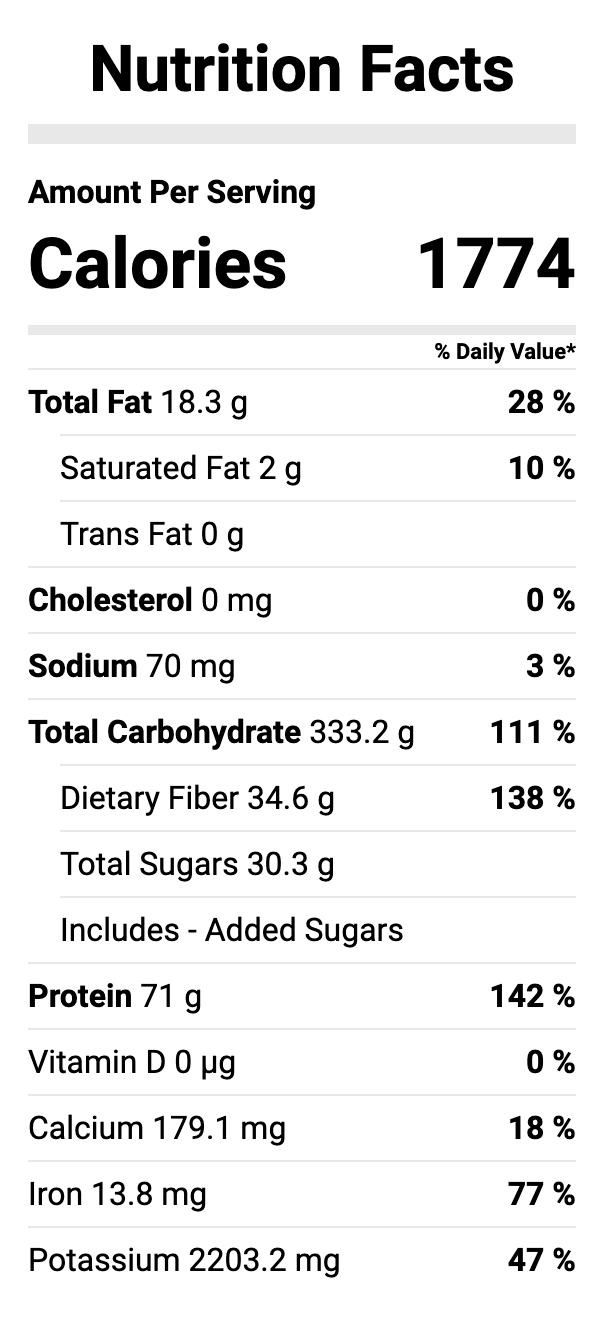 Nutrition Facts
Amount Per Serving
Calories 1774
% Daily Value*
Total Fat 18.3 g 28 %
Saturated Fat 2 g 10 %
Trans Fat 0 g
Cholesterol 0 mg 0 %
Sodium 70 mg 3 %
Total Carbohydrate 333.2 g 111 %
Dietary Fiber 34.6 g 138 %
Total Sugars 30.3 g
Includes - Added Sugars
Protein 71 g 142 %
Vitamin D 0 µg 0 %
Calcium 179.1 mg 18 %
Iron 13.8 mg 77 %
Potassium 2203.2 mg 47 %